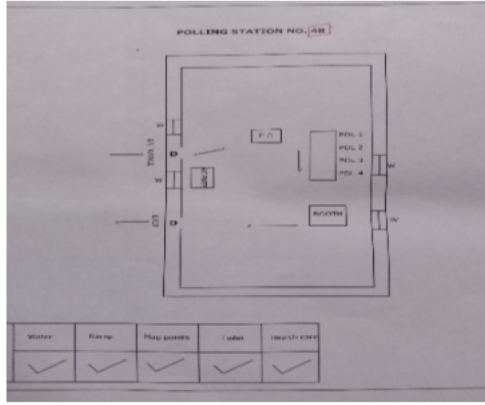 POLLING STATION NO. 48
W
P O
POL 1
POL 2
D
POL 3
W
W
POL 4
BOOTH
D
W
Water
Ramp
Plug points
Toilet
Health care